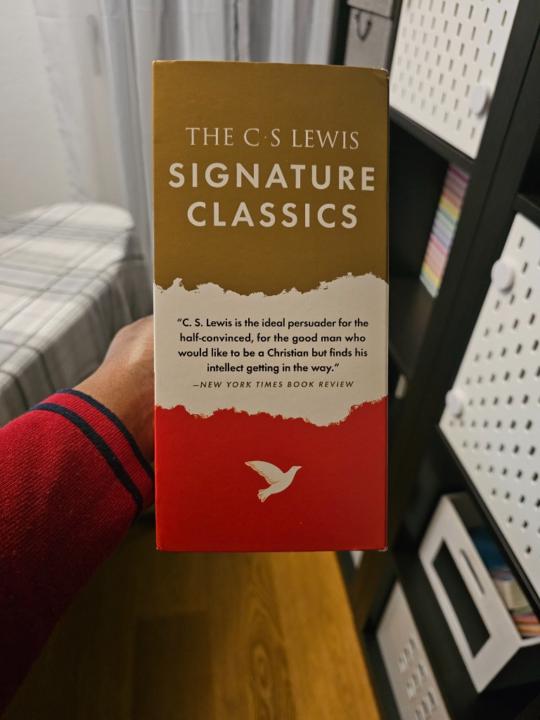 THE C·S LEWIS
SIGNATURE
CLASSICS
“C. S. Lewis is the ideal persuader for the
half-convinced, for the good man who
would like to be a Christian but finds his
intellect getting in the way.”
—NEW YORK TIMES BOOK REVIEW